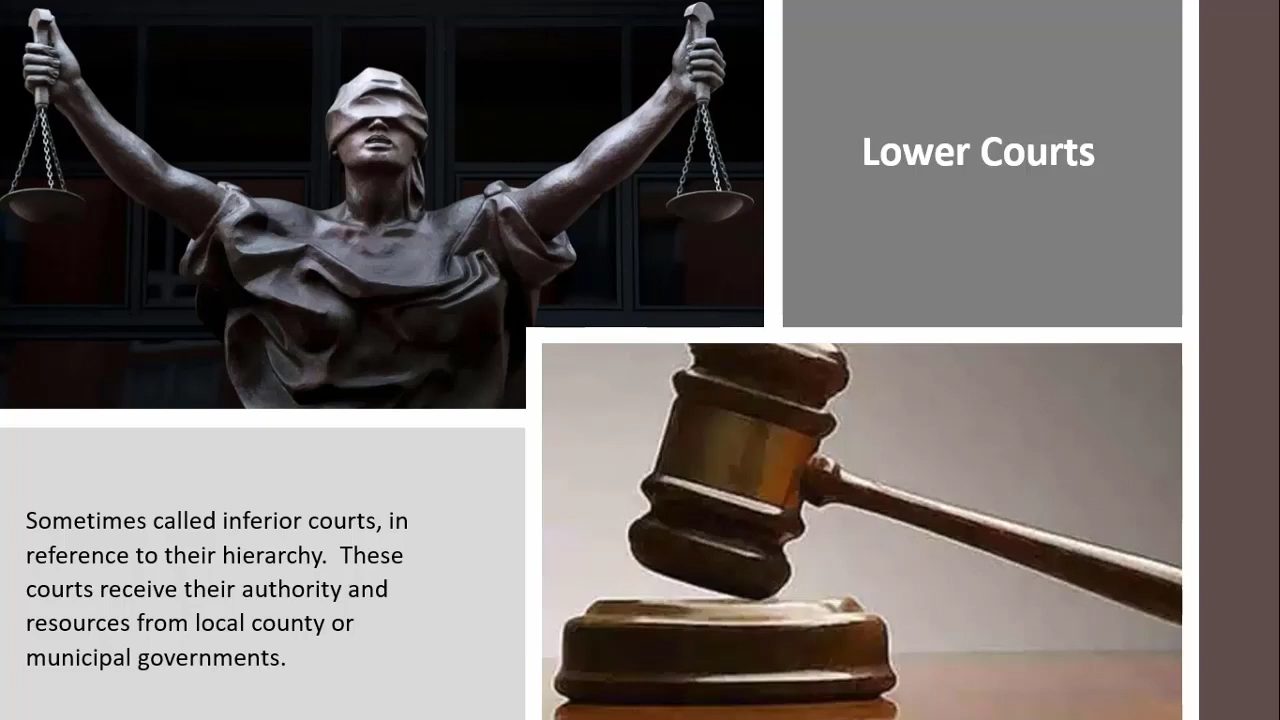 Lower Courts
Sometimes called inferior courts, in
reference to their hierarchy.  These
courts receive their authority and
resources from local county or
municipal governments.